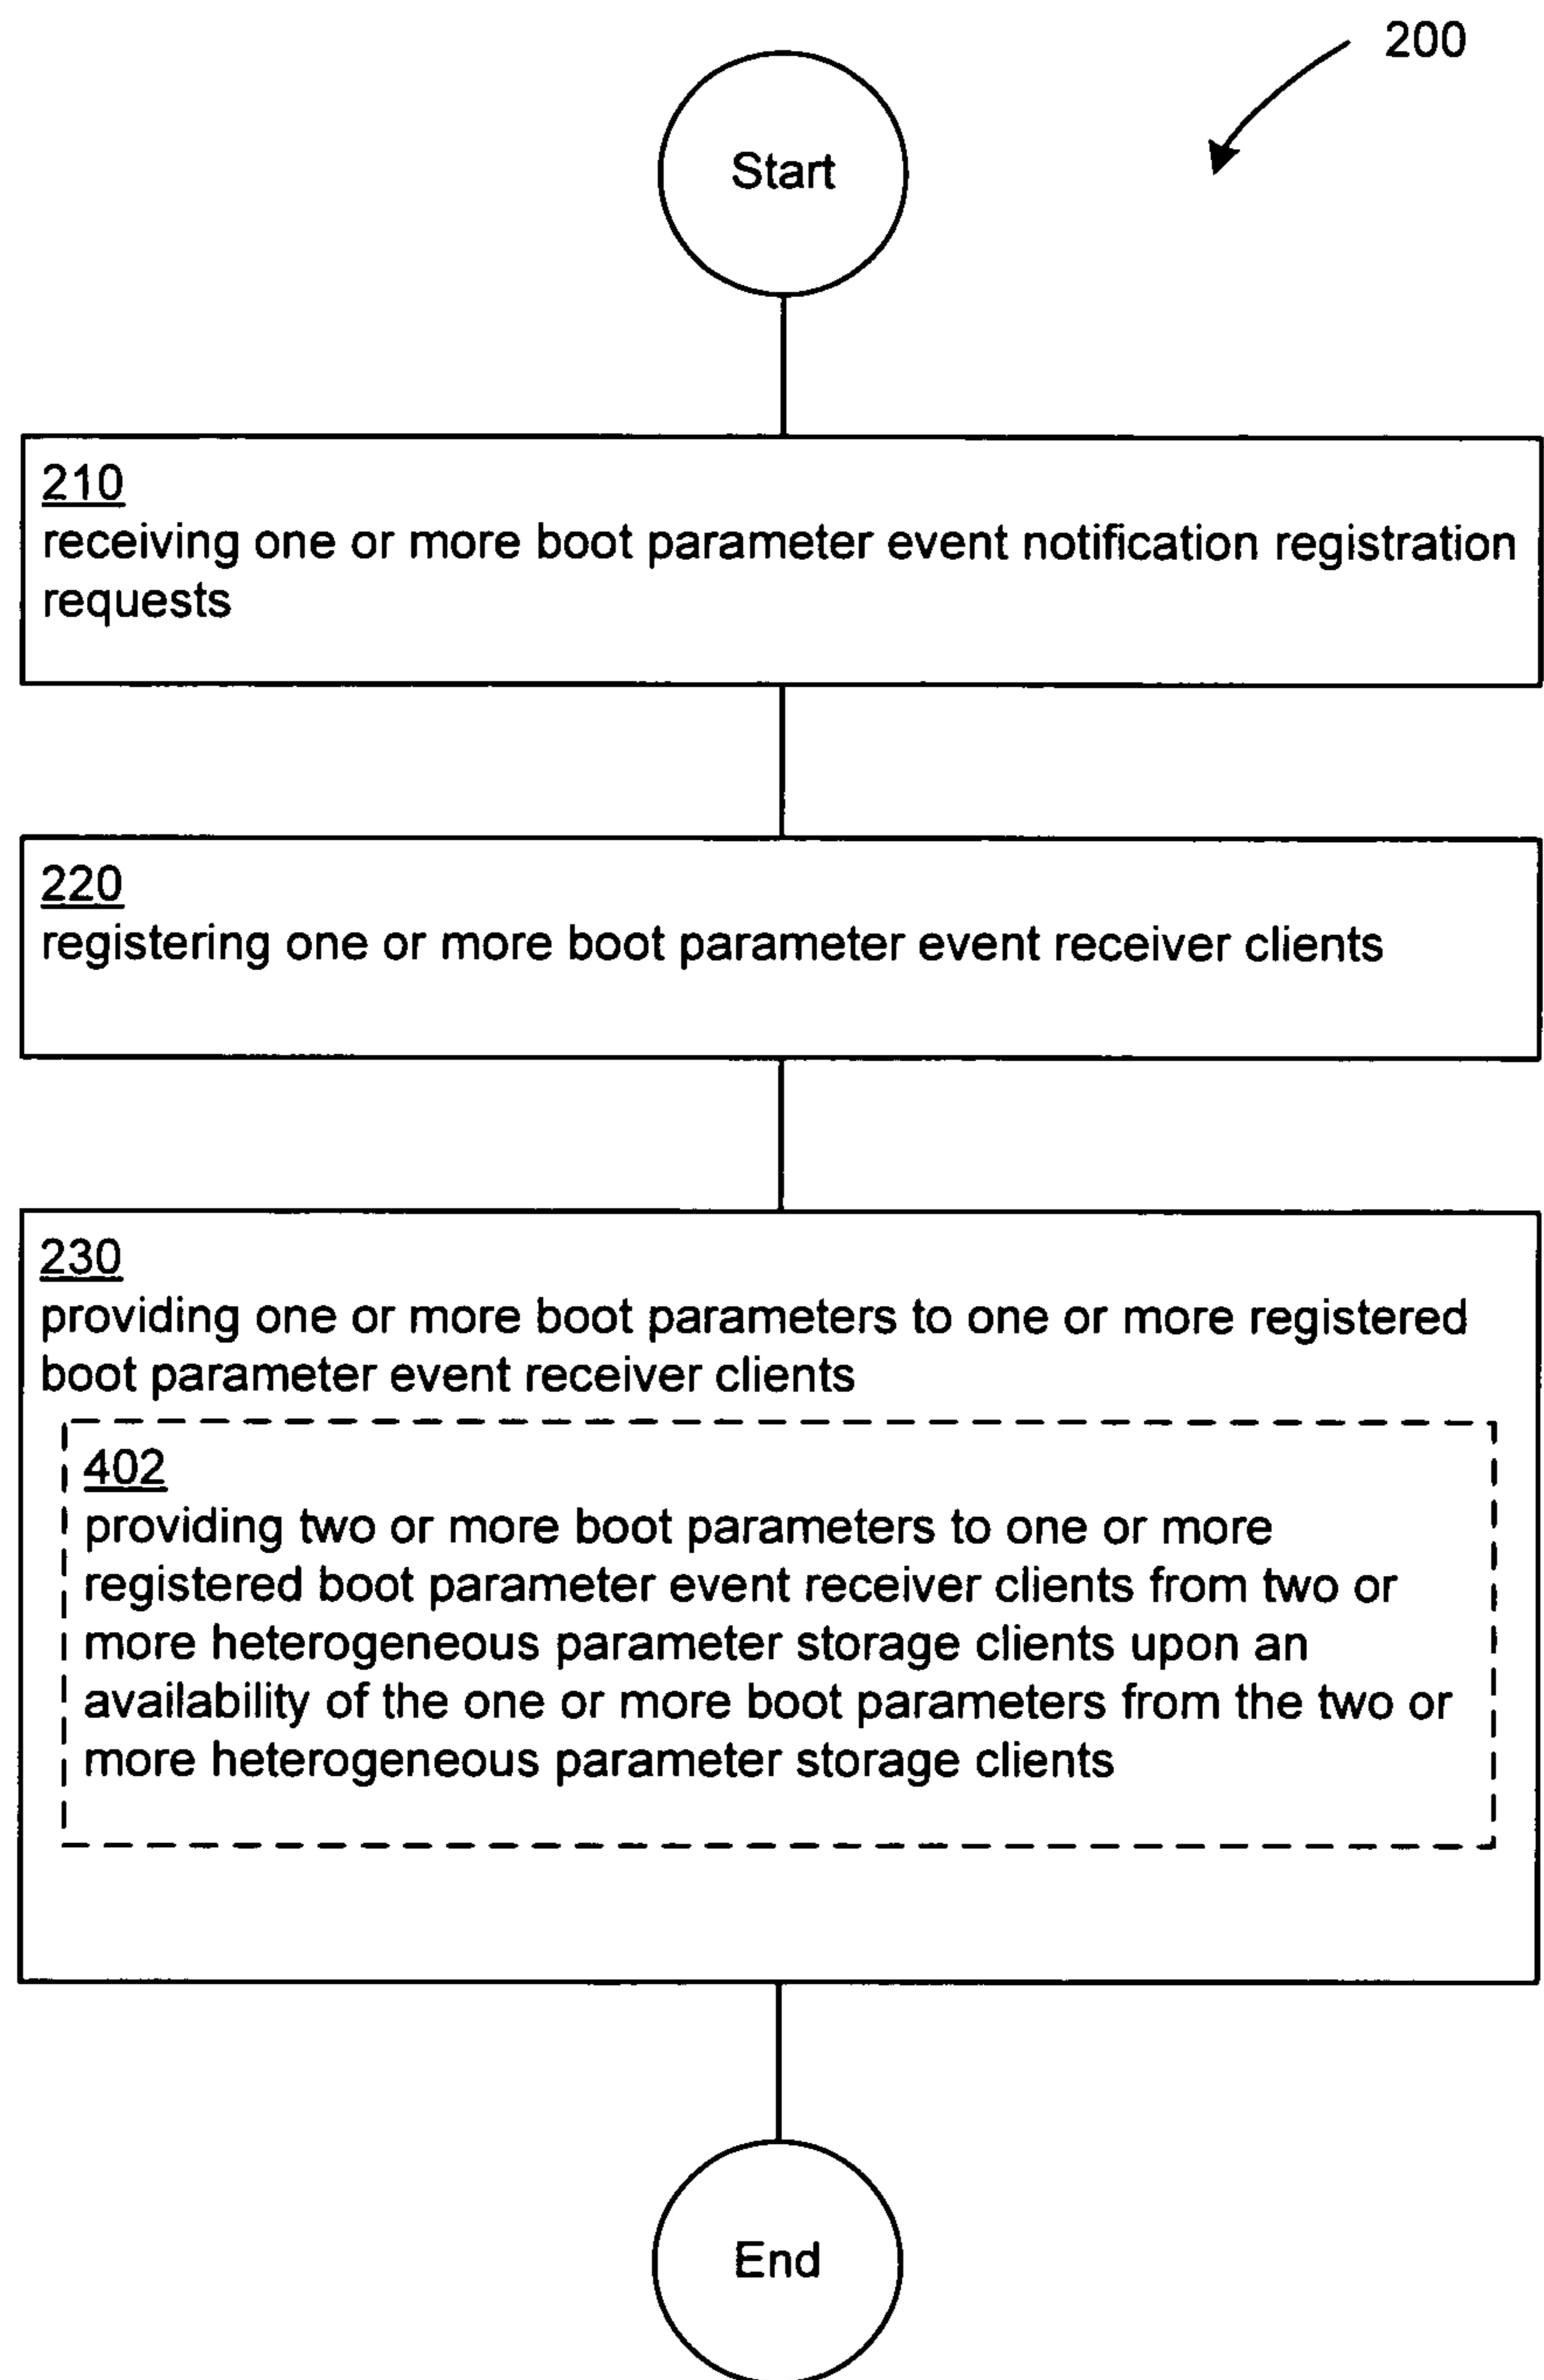 200
Start
210
receiving one or more boot parameter event notification registration
requests
220
registering one or more boot parameter event receiver clients
230
providing one or more boot parameters to one or more registered
boot parameter event receiver clients
402
providing two or more boot parameters to one or more
registered boot parameter event receiver clients from two or
more heterogeneous parameter storage clients upon an
availability of the one or more boot parameters from the two or
more heterogeneous parameter storage clients
End